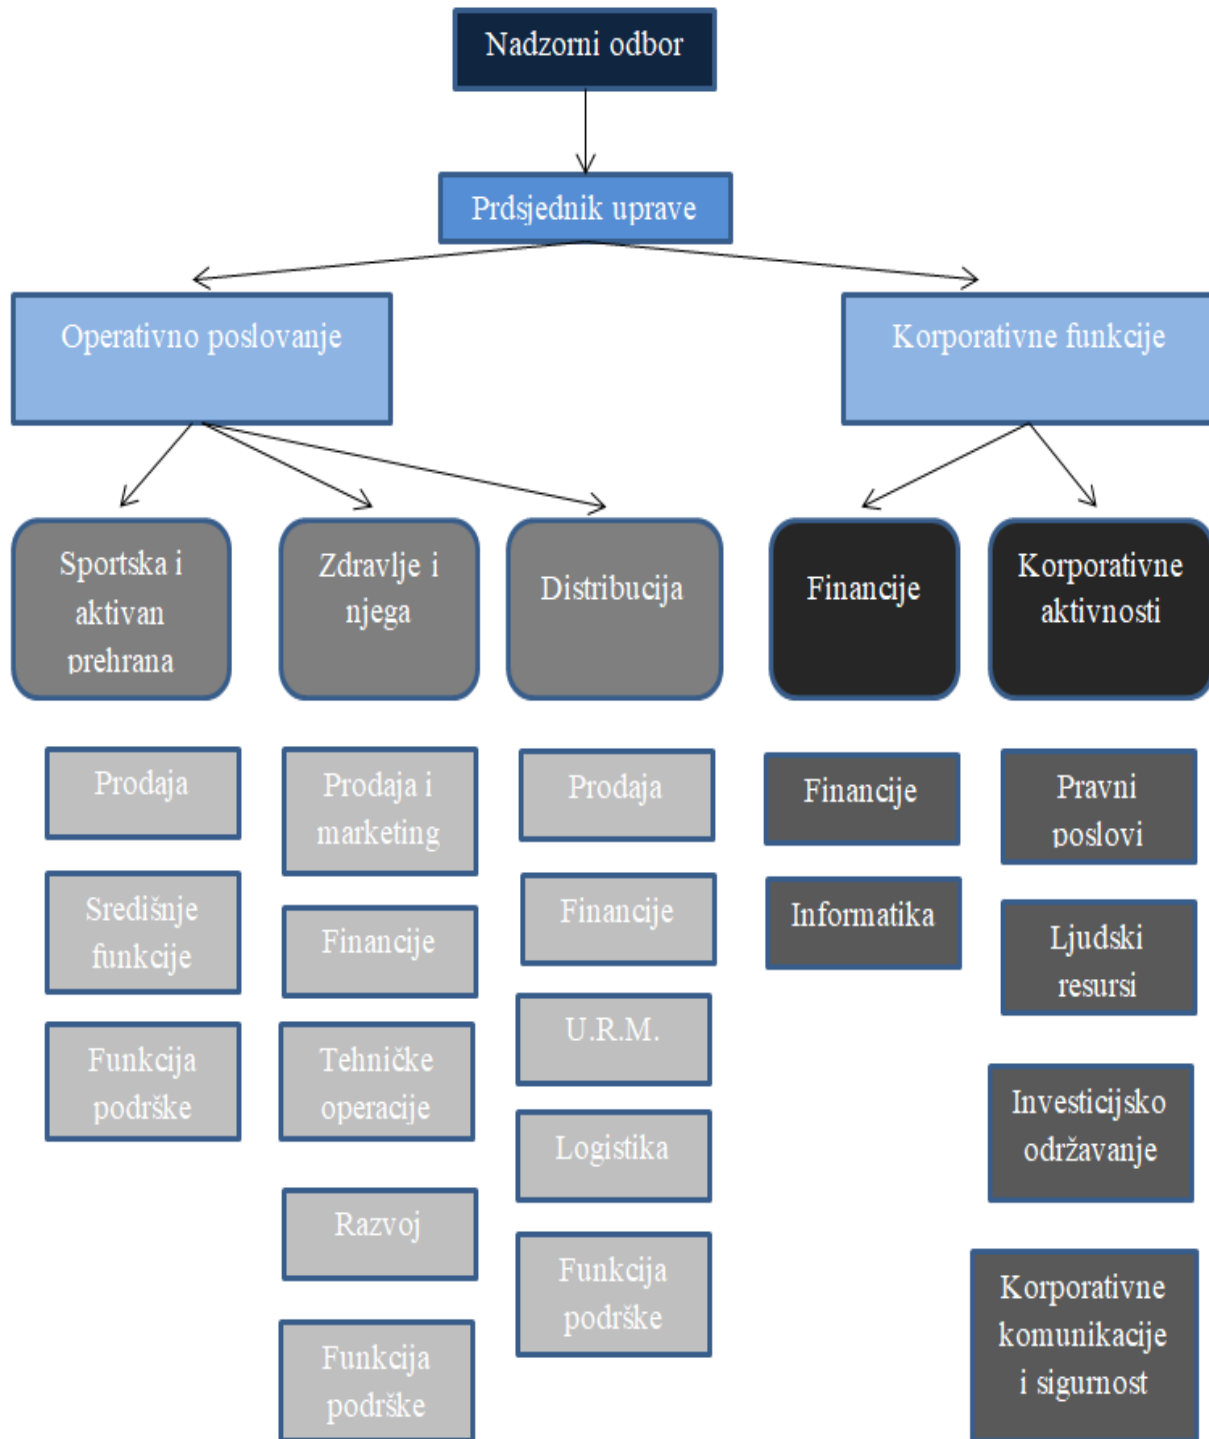 Nadzorni odbor
Prdsjednik uprave
Operativno poslovanje
Korporativne funkcije
Sportska i
aktivan
prehrana
Zdravlje i
njega
Distribucija
Financije
Korporativne
aktivnosti
Prodaja
Središnje
funkcije
Funkcija
podrške
Prodaja i
marketing
Financije
Tehničke
operacije
Razvoj
Funkcija
podrške
Prodaja
Financije
U.R.M.
Logistika
Funkcija
podrške
Financije
Informatika
Pravni
poslovi
Ljudski
resursi
Investicijsko
održavanje
Korporativne
komunikacije
i sigurnost